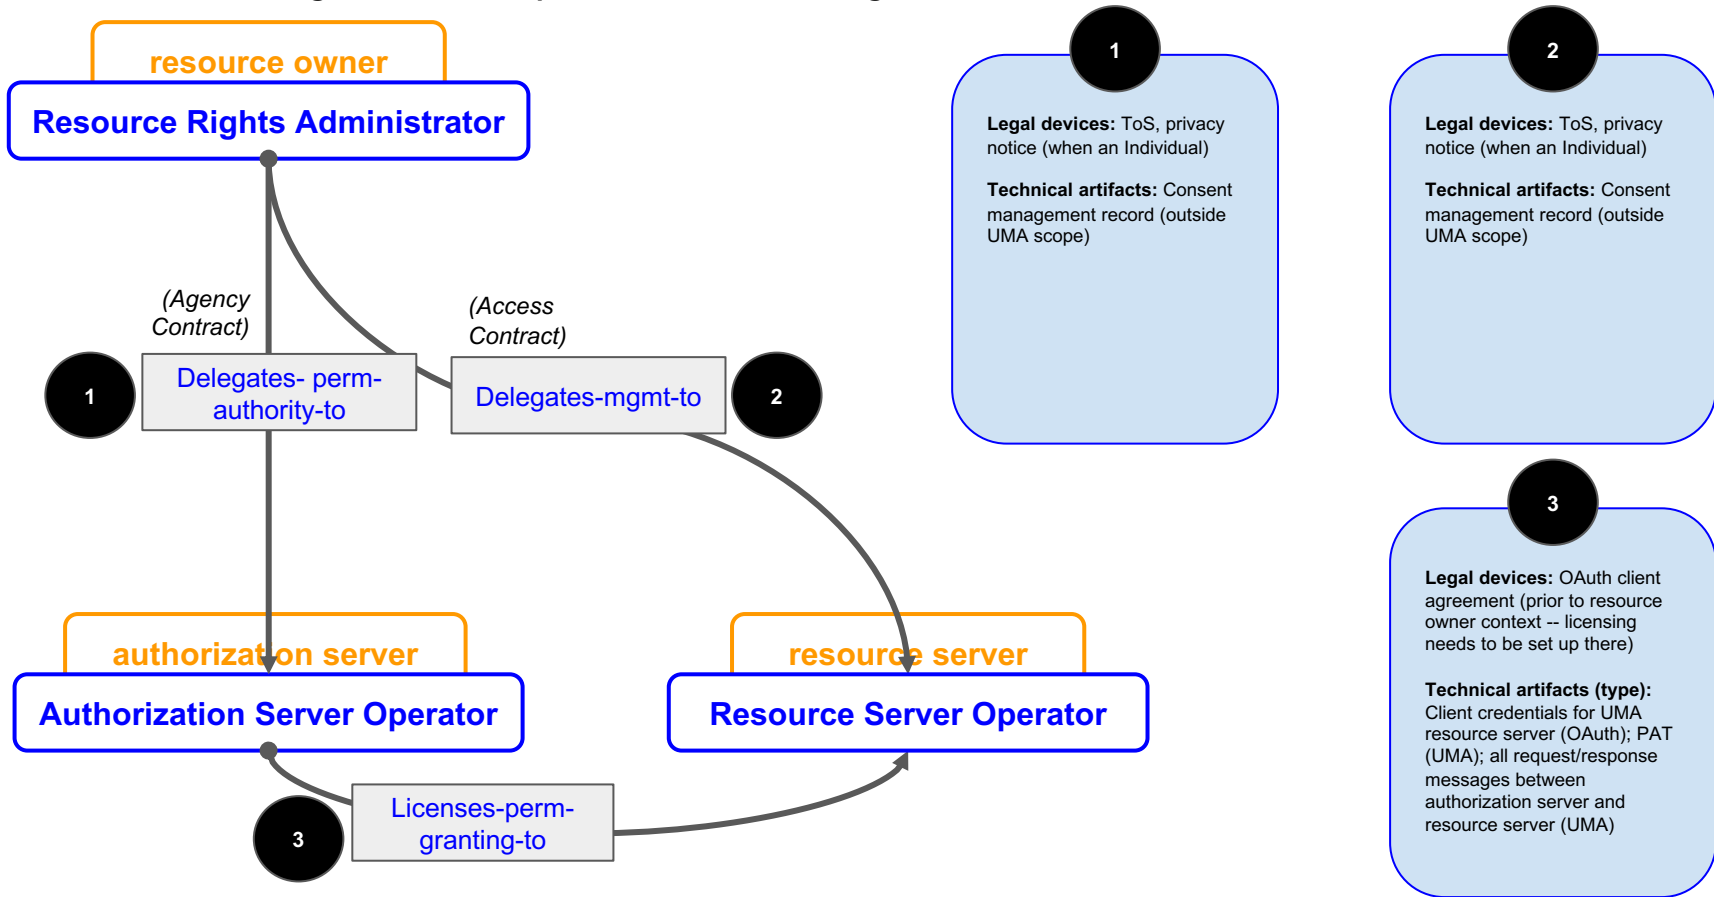 resource owner
Resource Rights Administrator
(Agency
Contract)
(Access
Contract)
1
Delegates- perm-
authority-to
Delegates-mgmt-to
2
authorization server
Authorization Server Operator
resource server
Resource Server Operator
3
Licenses-perm-
granting-to
1
Legal devices: ToS, privacy
notice (when an Individual)
Technical artifacts: Consent
management record (outside
UMA scope)
2
Legal devices: ToS, privacy
notice (when an Individual)
Technical artifacts: Consent
management record (outside
UMA scope)
3
Legal devices: OAuth client
agreement (prior to resource
owner context -- licensing
needs to be set up there)
Technical artifacts (type):
Client credentials for UMA
resource server (OAuth); PAT
(UMA); all request/response
messages between
authorization server and
resource server (UMA)